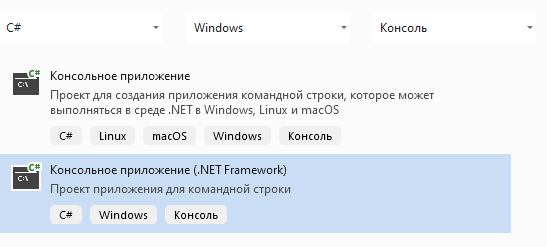 C# Windows Консоль
C#
C:\
Консольное приложение
Проект для создания приложения командной строки, которое может
выполняться в среде .NET в Windows, Linux и macOS
C# Linux macOS Windows Консоль
C#
C:\
Консольное приложение (.NET Framework)
Проект приложения для командной строки
C# Windows Консоль